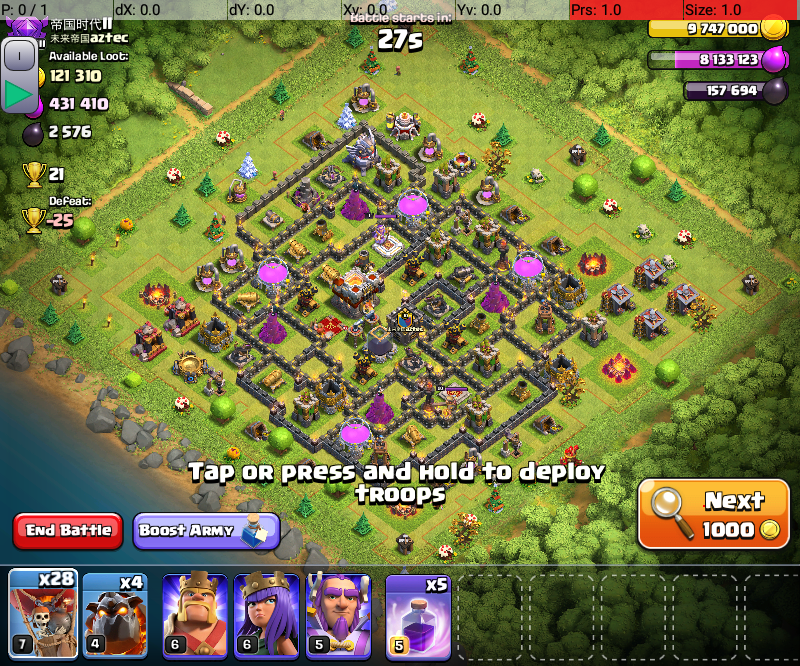 P: 0 / 1
dX: 0.0
dY: 0.0
Xy: 0.0
Yv: 0.0
Prs: 1.0
Size: 1.0
帝国时代II
未来帝国aztec
Available Loot:
121 310
431 410
2 576
21
Defeat:
-25
Battle starts in:
27s
9 747 000
8 133 123
157 694
Tap or press and hold to deploy
troops
End Battle
Boost Army
Next
1000
x28
x4
x5
7
4
6
6
5
5